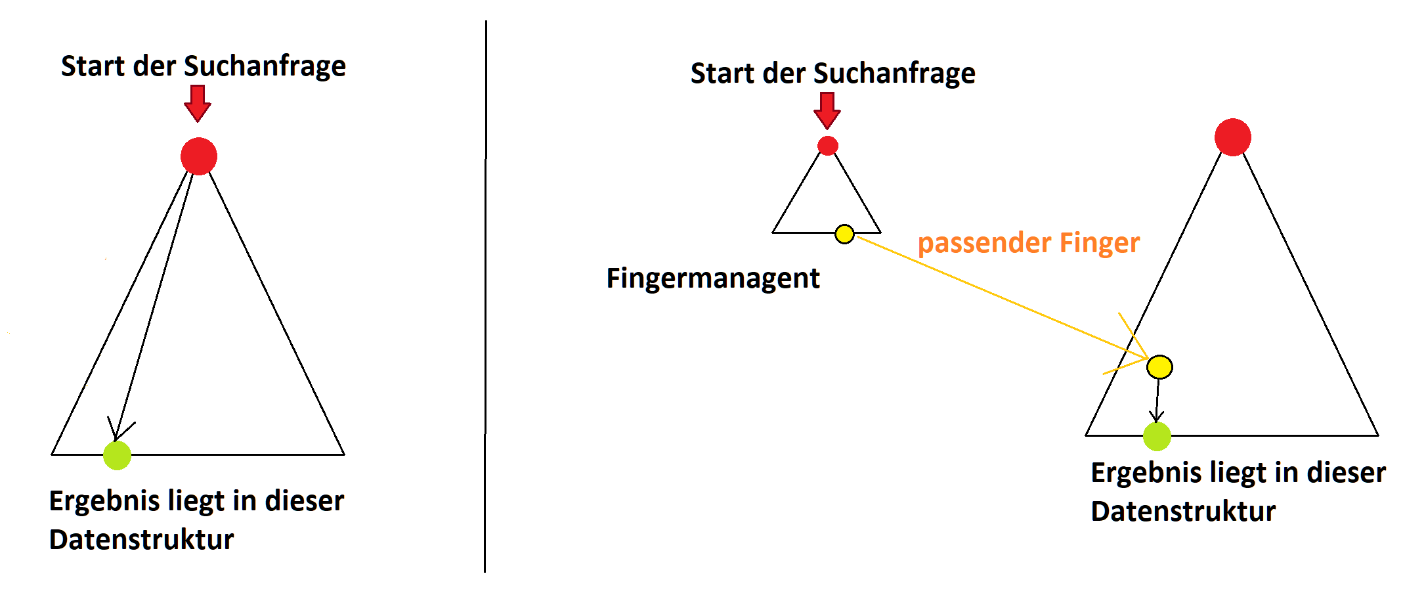 Start der Suchanfrage
Ergebnis liegt in dieser
Datenstruktur
Start der Suchanfrage
passender Finger
Fingermanagent
Ergebnis liegt in dieser
Datenstruktur